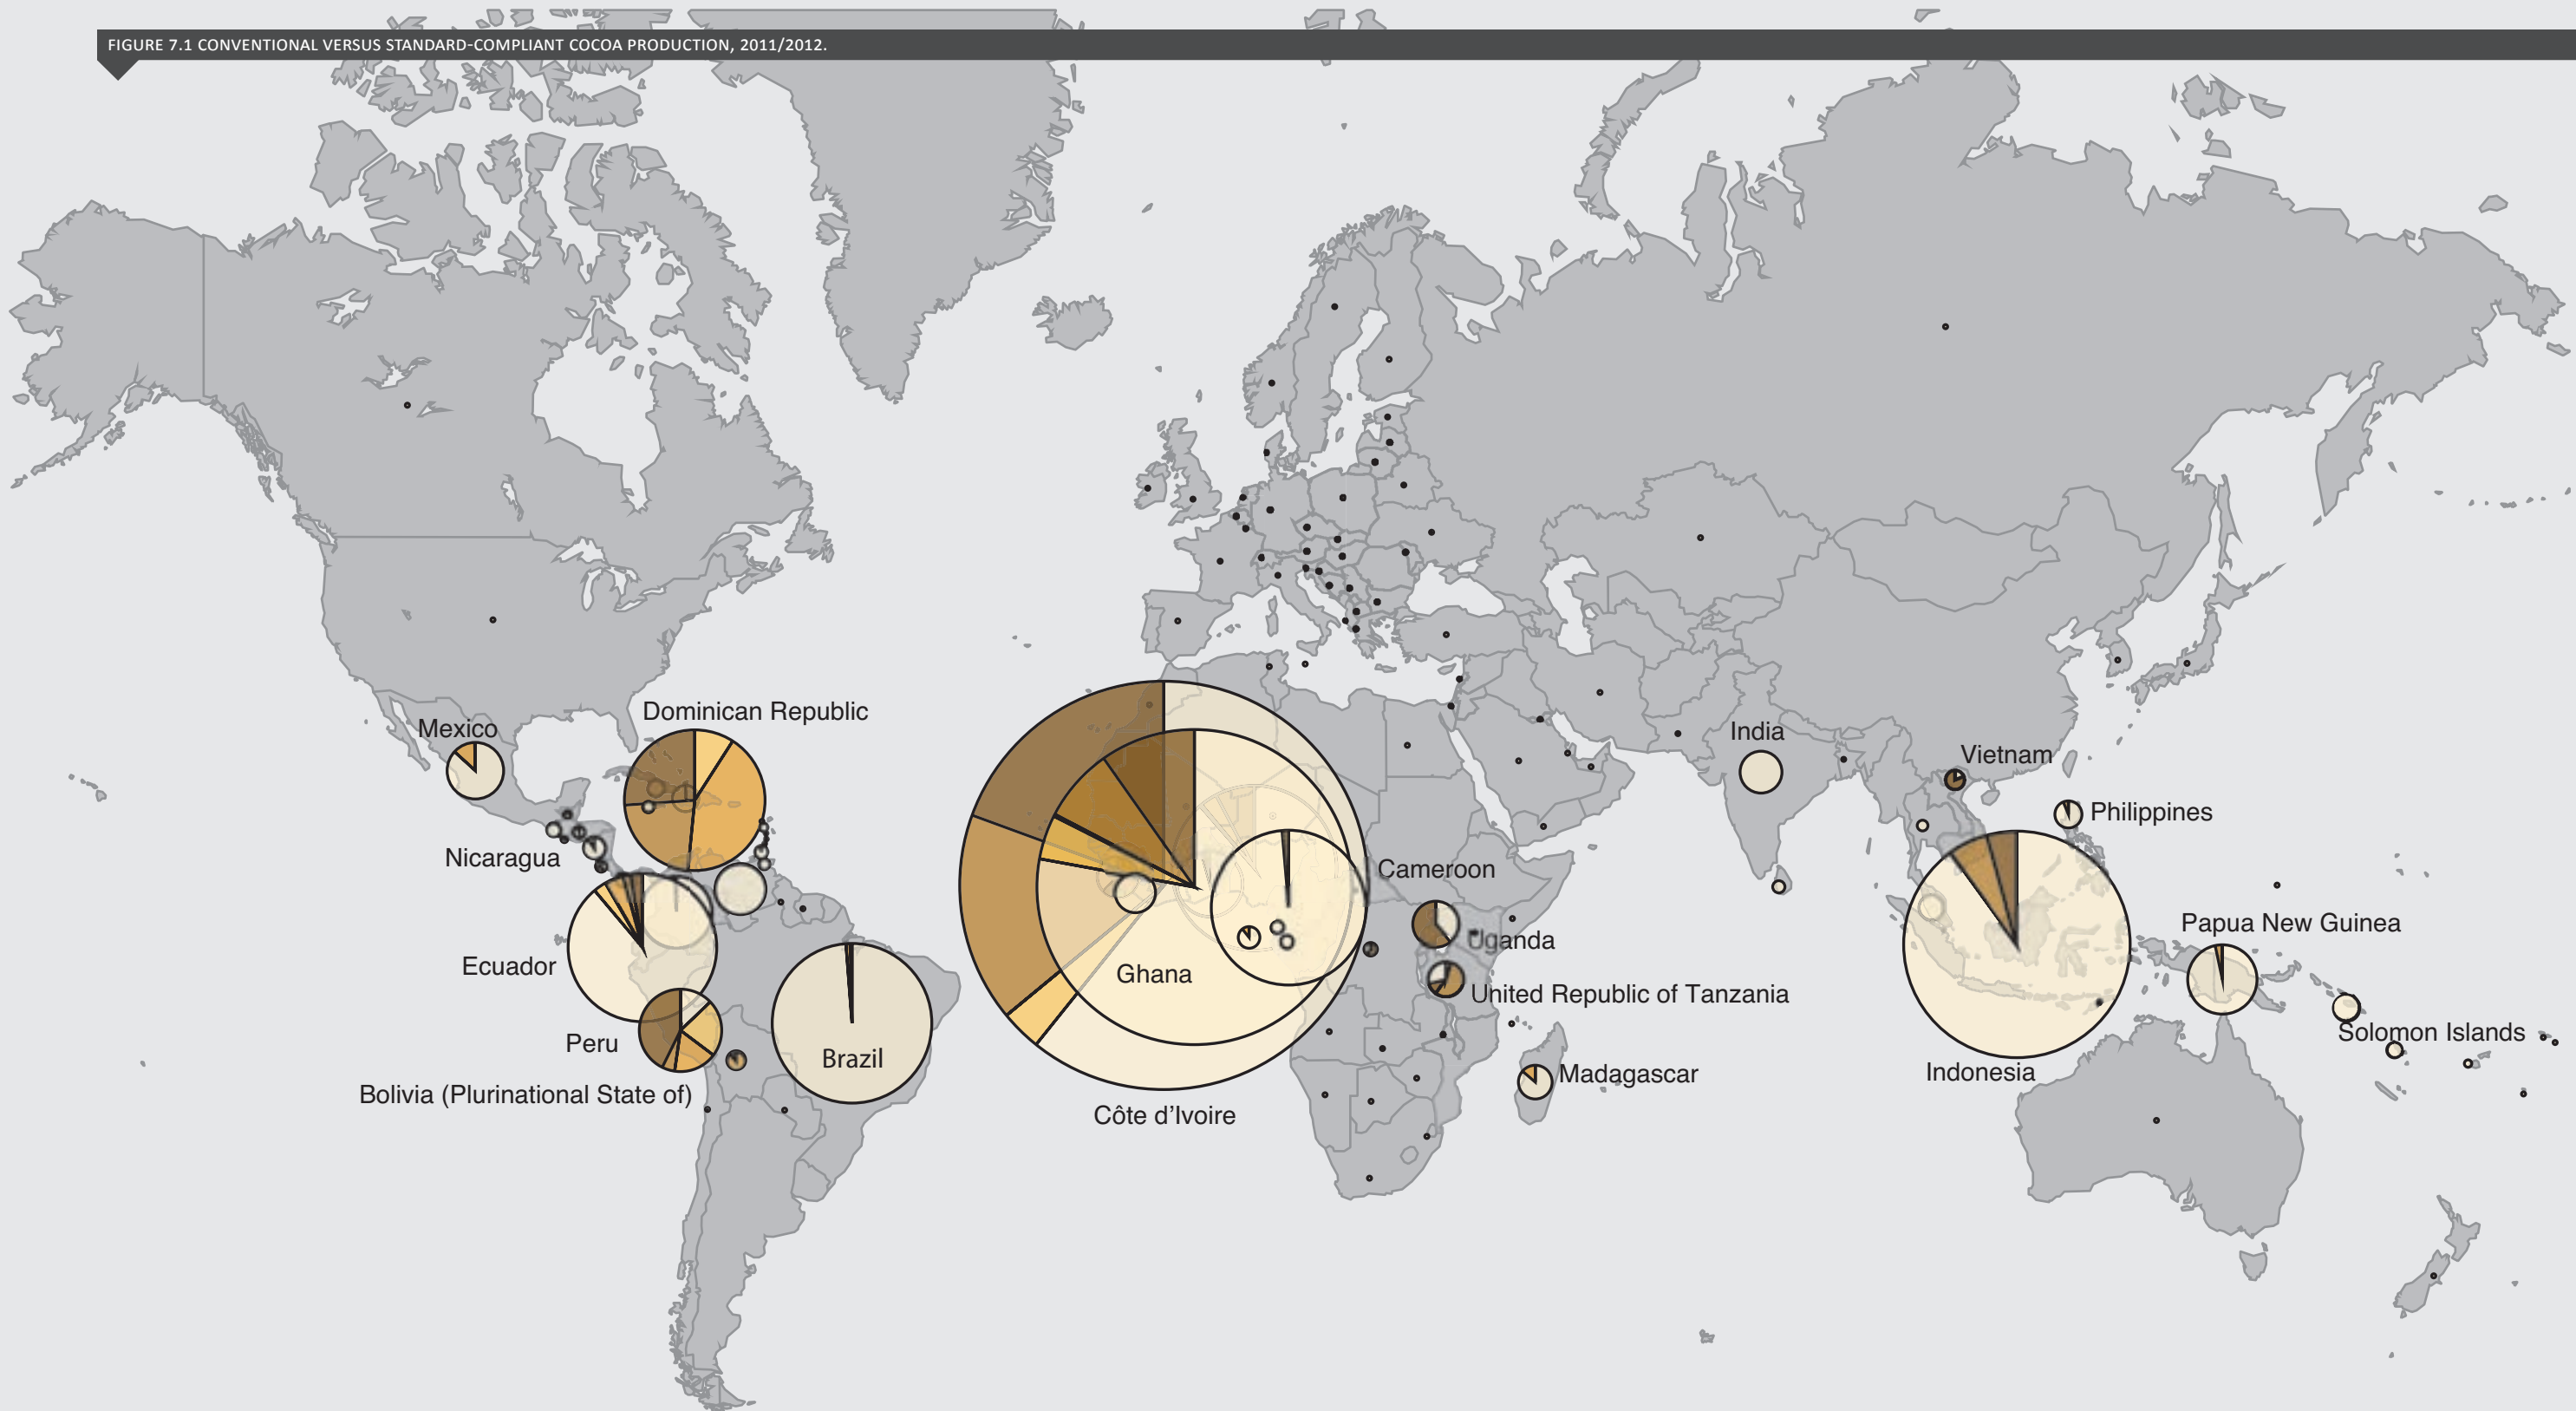 FIGURE 7.1 CONVENTIONAL VERSUS STANDARD-COMPLIANT COCOA PRODUCTION, 2011/2012.
Dominican Republic
Mexico
India
Vietnam
Philippines
Nicaragua
Cameroon
Papua New Guinea
Uganda
Ecuador
Ghana
United Republic of Tanzania
Solomon Islands
Peru
Brazil
Indonesia
Madagascar
Bolivia (Plurinational State of)
Côte d’Ivoire